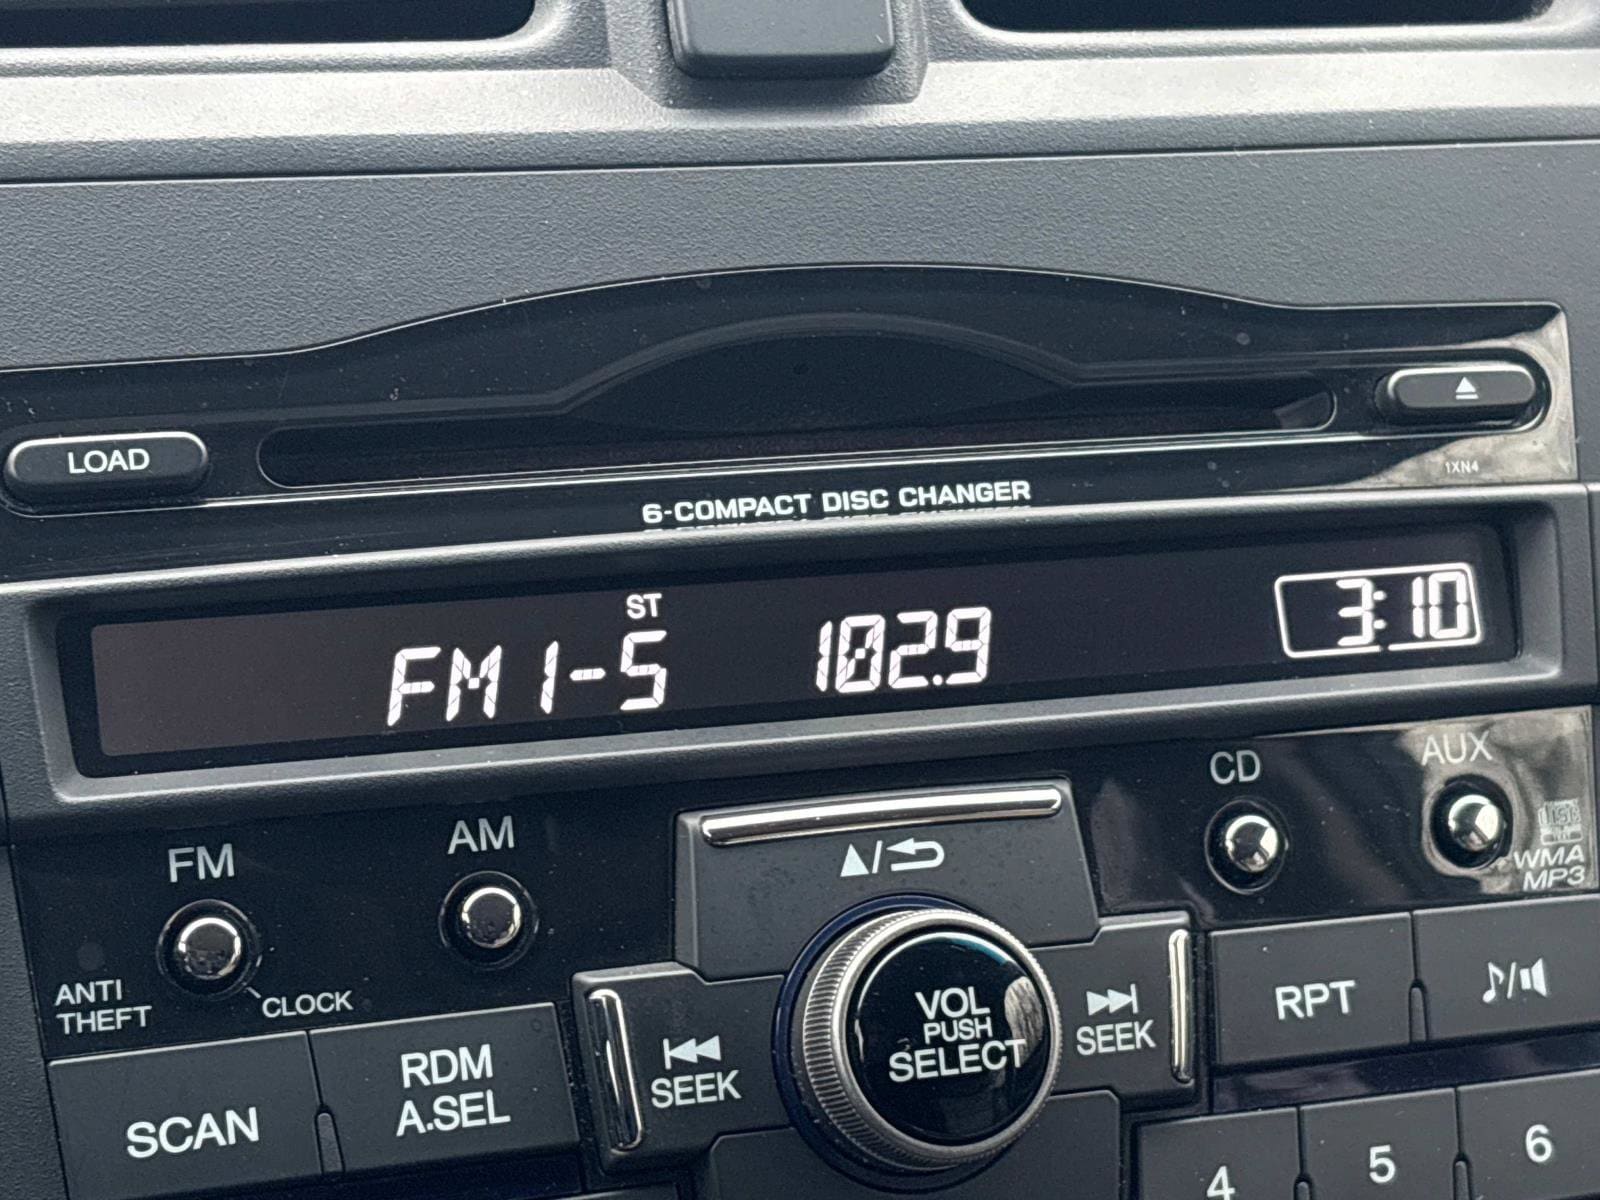 LOAD
1XN4
6-COMPACT DISC CHANGER
ST
FM1-5 102.9 3:10
FM AM CD AUX
ANTI
THEFT
CLOCK
DISC
WMA
MP3
SCAN
RDM
A.SEL
SEEK
VOL
PUSH
SELECT
SEEK
RPT
4 5 6